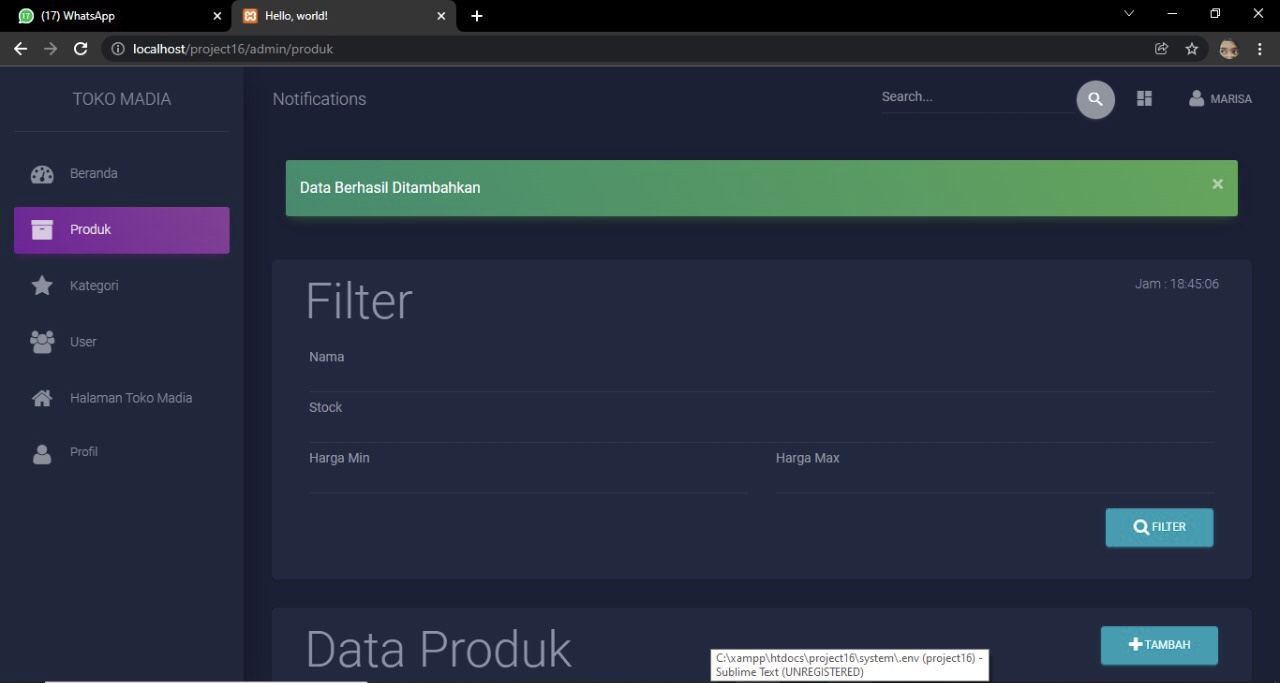 (17) WhatsApp
Hello, world!
localhost/project16/admin/produk
TOKO MADIA
Notifications
Search...
MARISA
Beranda
Produk
Kategori
User
Halaman Toko Madia
Profil
Data Berhasil Ditambahkan
Filter
Jam : 18:45:06
Nama
Stock
Harga Min
Harga Max
FILTER
Data Produk
TAMBAH
C:\xampp\htdocs\project16\system\.env (project16) -
Sublime Text (UNREGISTERED)